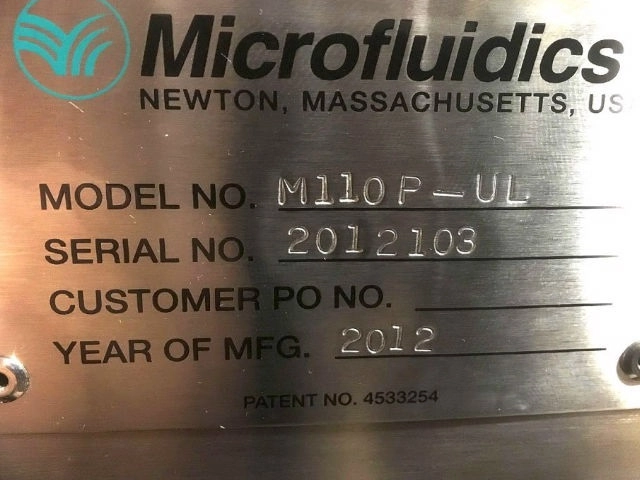 Microfluidics
NEWTON, MASSACHUSETTS, USA
MODEL NO. M110P-UL
SERIAL NO. 2012103
CUSTOMER PO NO.
YEAR OF MFG. 2012
PATENT NO. 4533254